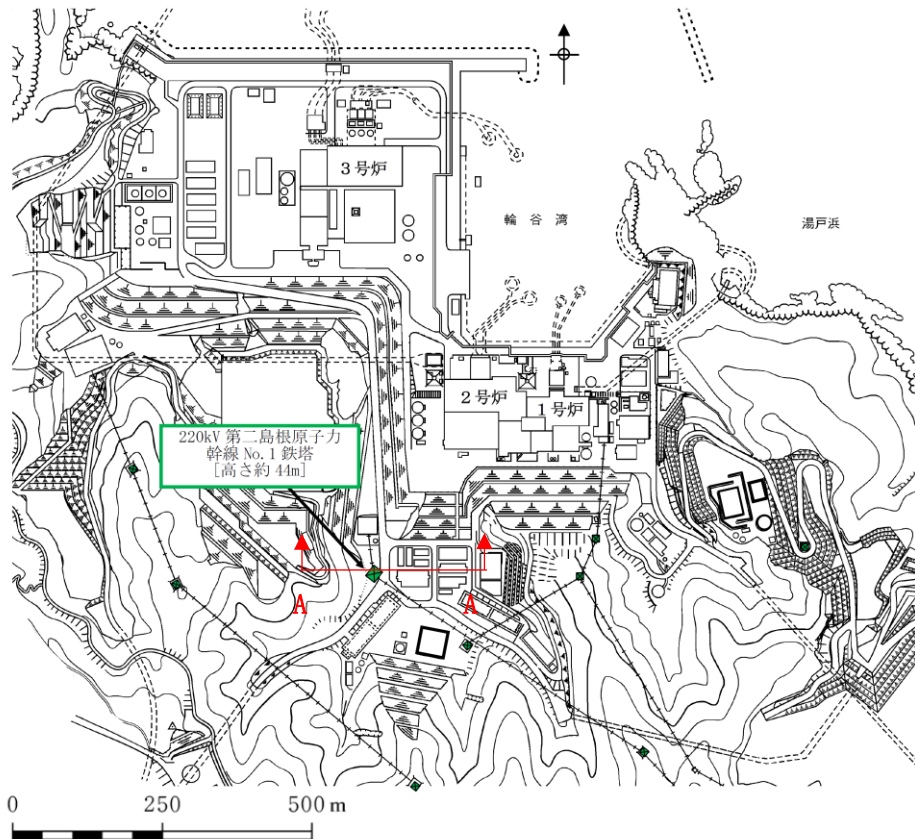 3号炉
輪谷湾
湯戸浜
2号炉
1号炉
220kV 第二島根原子力
幹線 No.1 鉄塔
[高さ約 44m]
A A
0 250 500 m